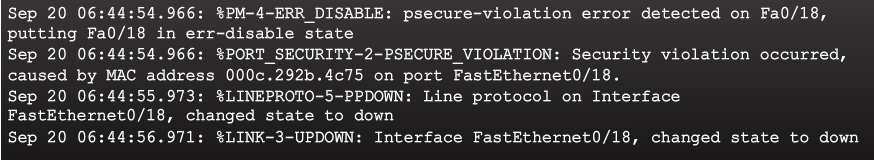 Sep 20 06:44:54.966: %PM-4-ERR_DISABLE: psecure-violation error detected on Fa0/18,
putting Fa0/18 in err-disable state
Sep 20 06:44:54.966: %PORT_SECURITY-2-PSECURE_VIOLATION: Security violation occurred,
caused by MAC address 000c.292b.4c75 on port FastEthernet0/18.
Sep 20 06:44:55.973: %LINEPROTO-5-PPDOWN: Line protocol on Interface
FastEthernet0/18, changed state to down
Sep 20 06:44:56.971: %LINK-3-UPDOWN: Interface FastEthernet0/18, changed state to down